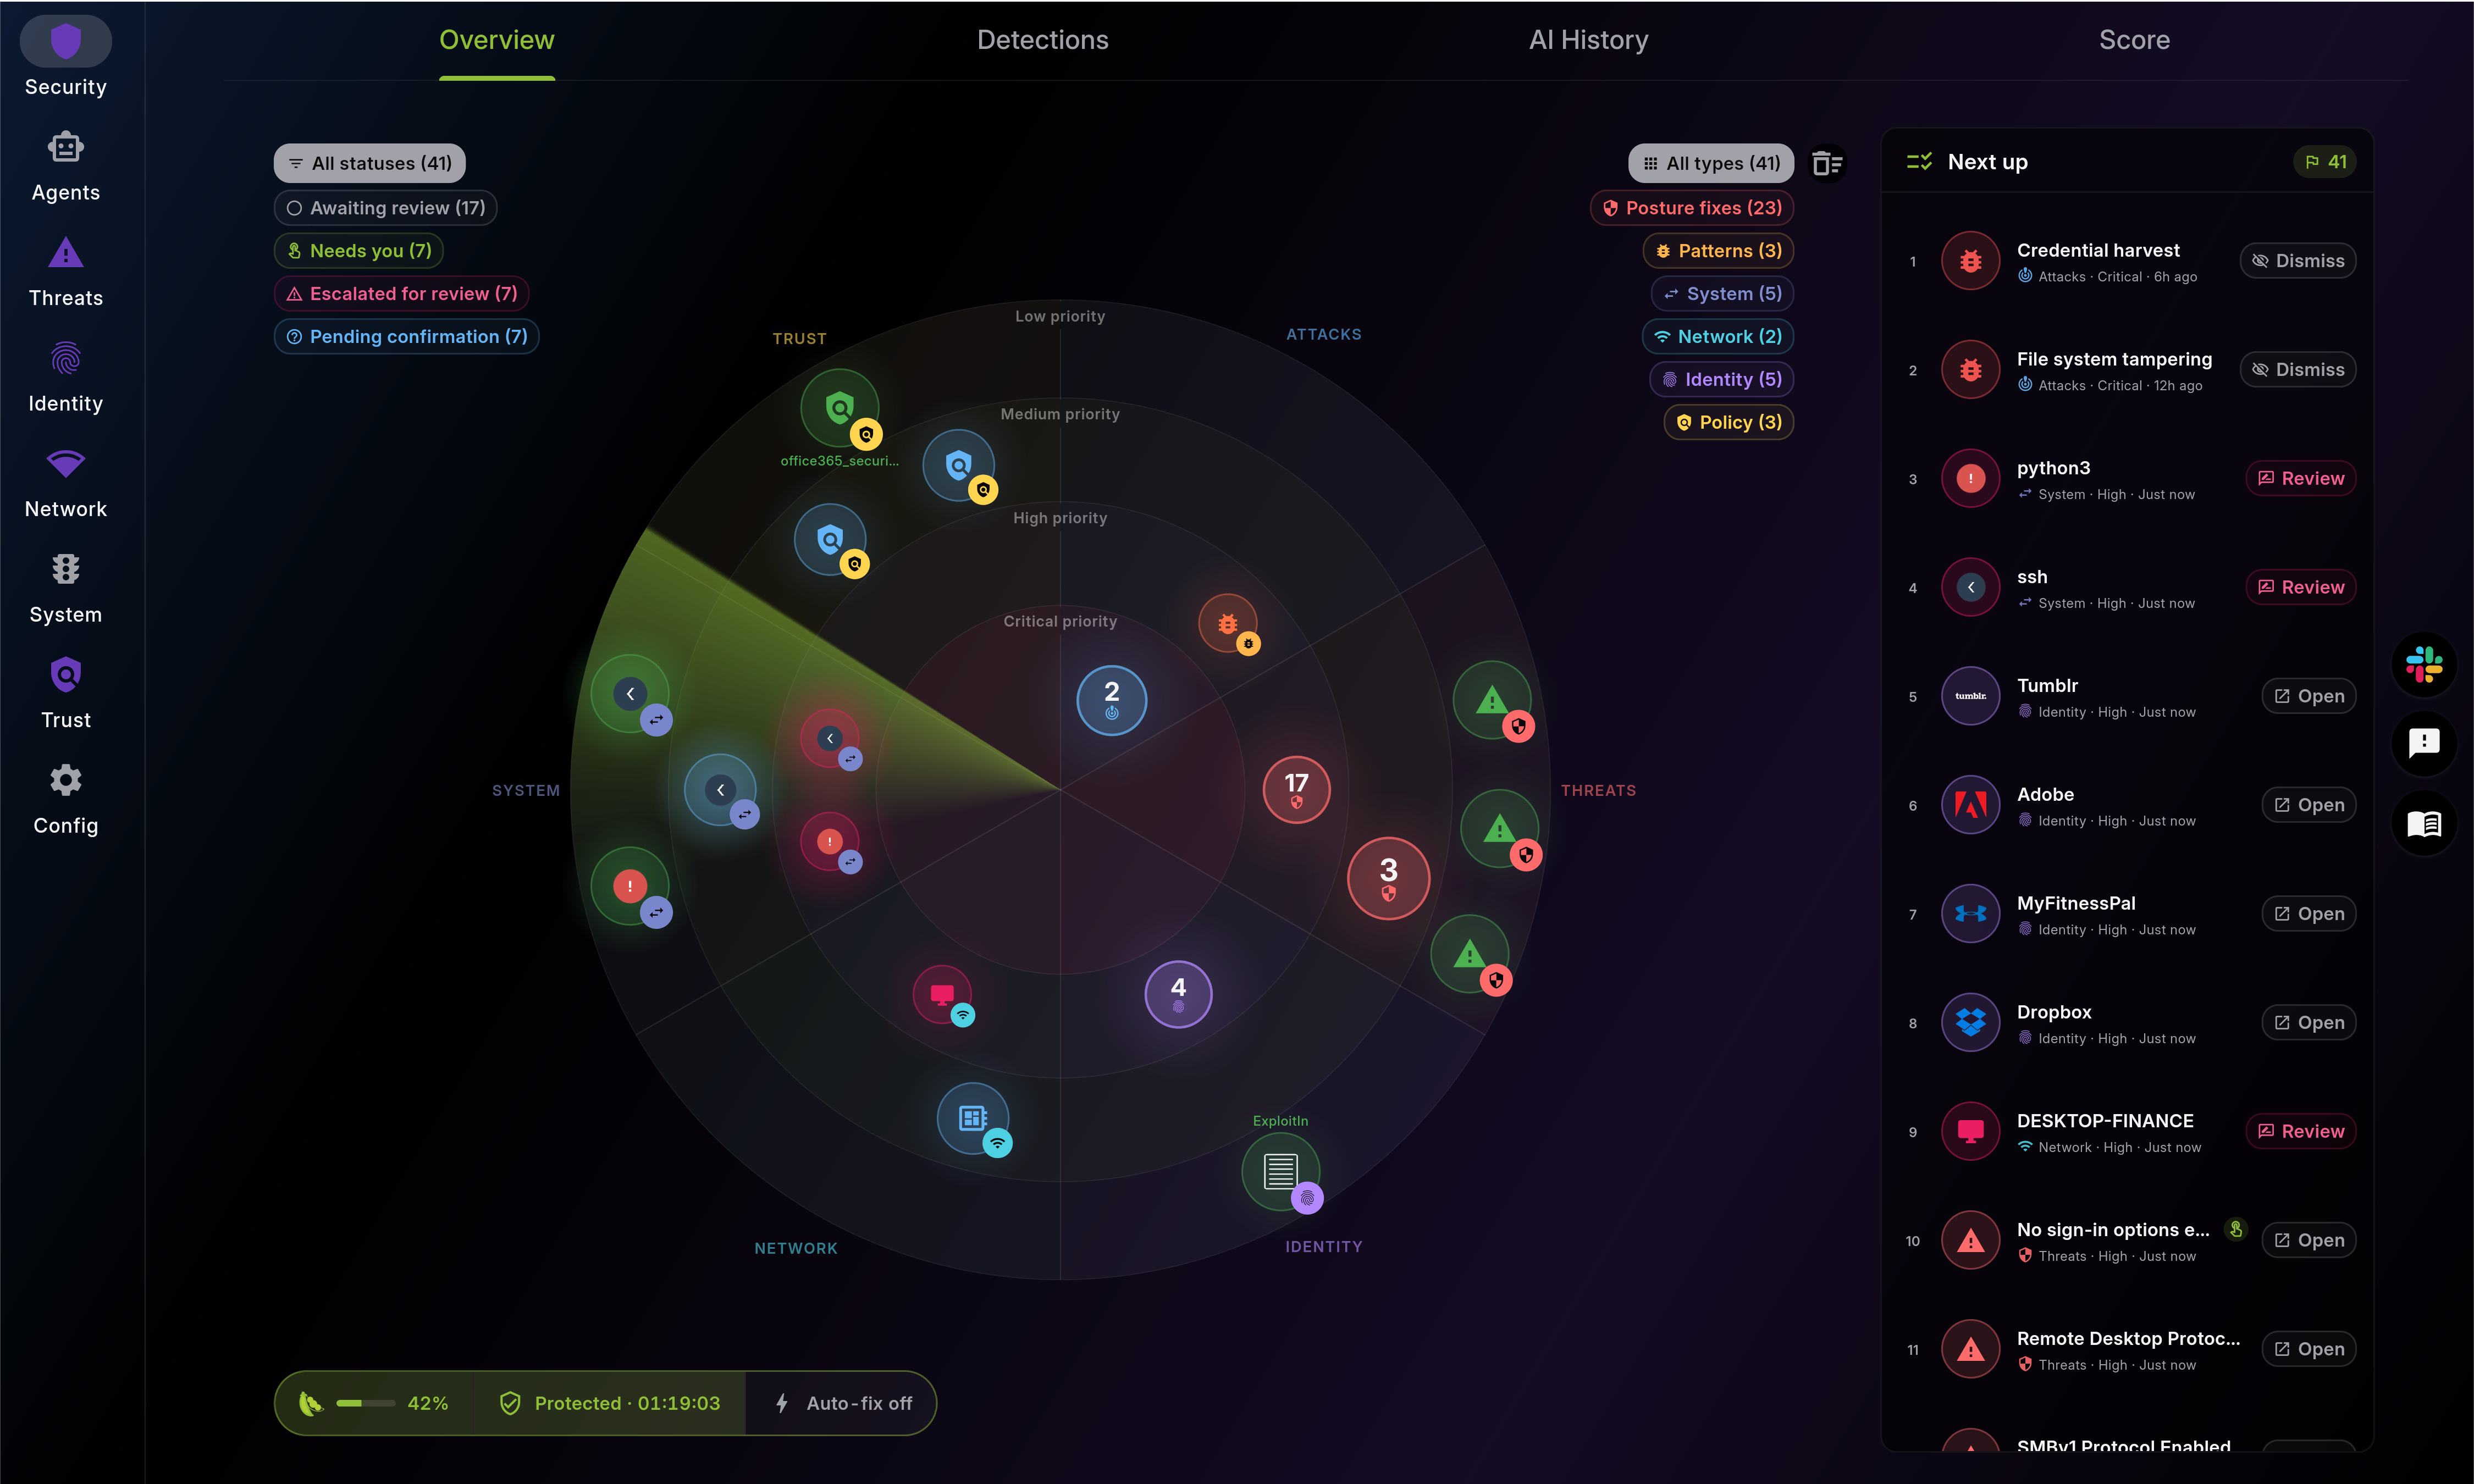 Security
Agents
Threats
Identity
Network
System
Trust
Config
Overview
Detections
AI History
Score
All statuses (41)
Awaiting review (17)
Needs you (7)
Escalated for review (7)
Pending confirmation (7)
All types (41)
Posture fixes (23)
Patterns (3)
System (5)
Network (2)
Identity (5)
Policy (3)
TRUST
ATTACKS
SYSTEM
THREATS
NETWORK
IDENTITY
Low priority
Medium priority
High priority
Critical priority
office365_securi...
2
17
3
4
ExploitIn
42%
Protected · 01:19:03
Auto-fix off
Next up
41
1
Credential harvest
Attacks · Critical · 6h ago
Dismiss
2
File system tampering
Attacks · Critical · 12h ago
Dismiss
3
python3
System · High · Just now
Review
4
ssh
System · High · Just now
Review
5
tumblr.
Tumblr
Identity · High · Just now
Open
6
Adobe
Identity · High · Just now
Open
7
MyFitnessPal
Identity · High · Just now
Open
8
Dropbox
Identity · High · Just now
Open
9
DESKTOP-FINANCE
Network · High · Just now
Review
10
No sign-in options e...
Threats · High · Just now
Open
11
Remote Desktop Protoc...
Threats · High · Just now
Open
SMBv1 Protocol Enabled